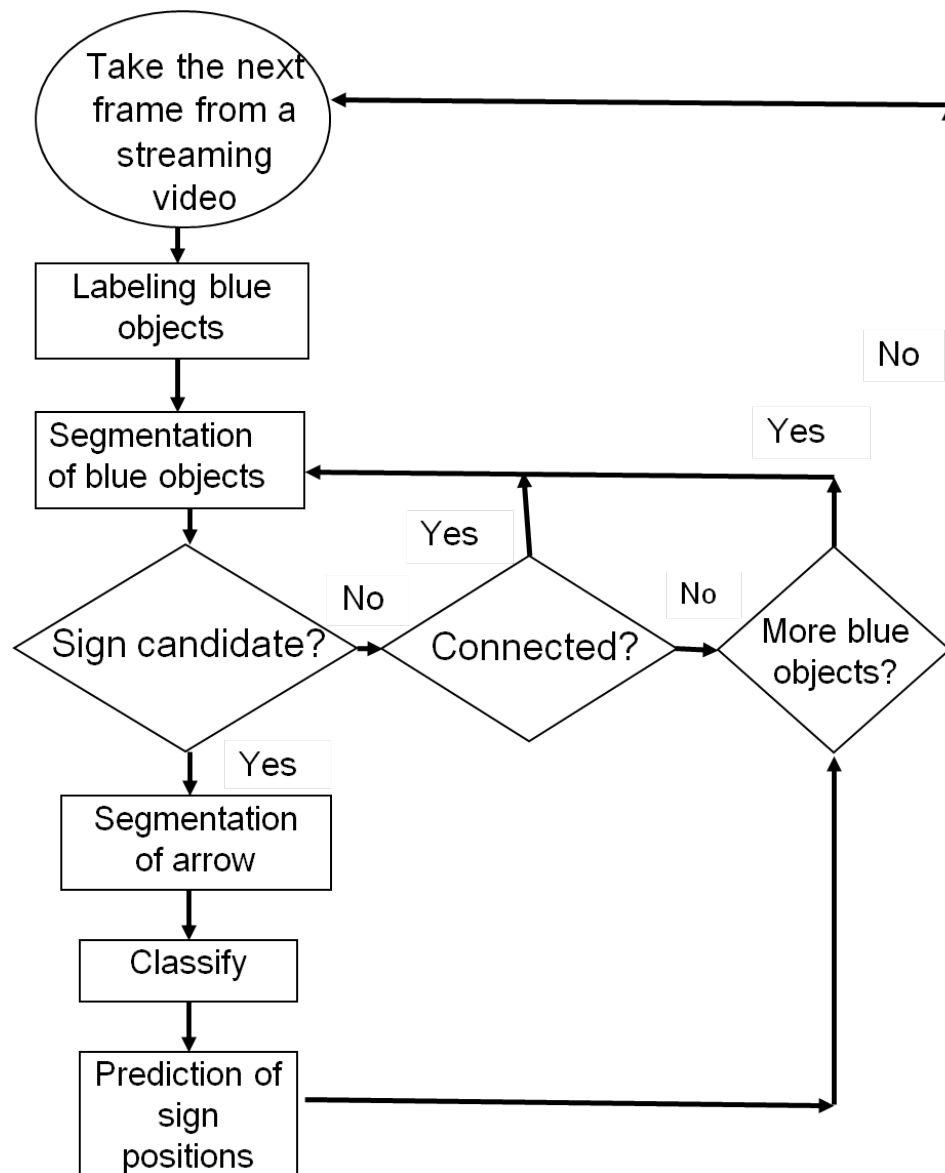 Take the next
frame from a
streaming
video
Labeling blue
objects
No
Yes
Segmentation
of blue objects
Yes
No
No
Sign candidate?
Connected?
More blue
objects?
Yes
Segmentation
of arrow
Classify
Prediction of
sign
positions